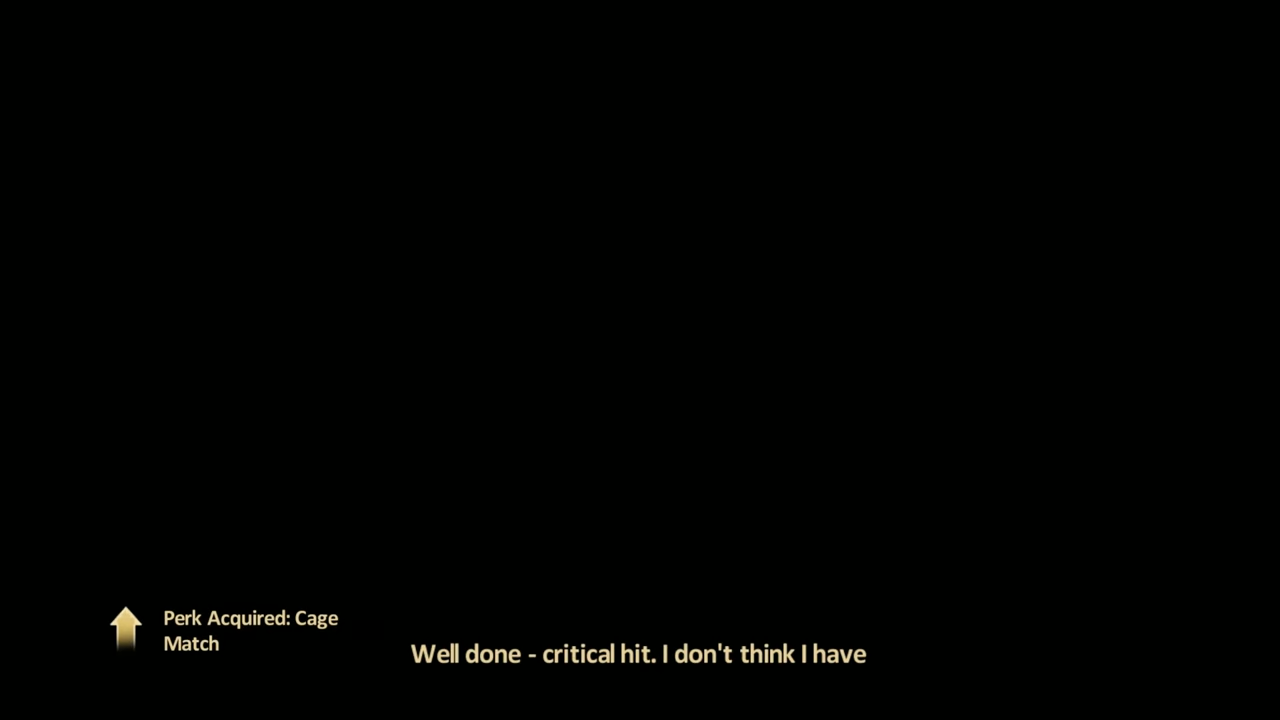 Perk Acquired: Cage
Match
Well done - critical hit. I don't think I have